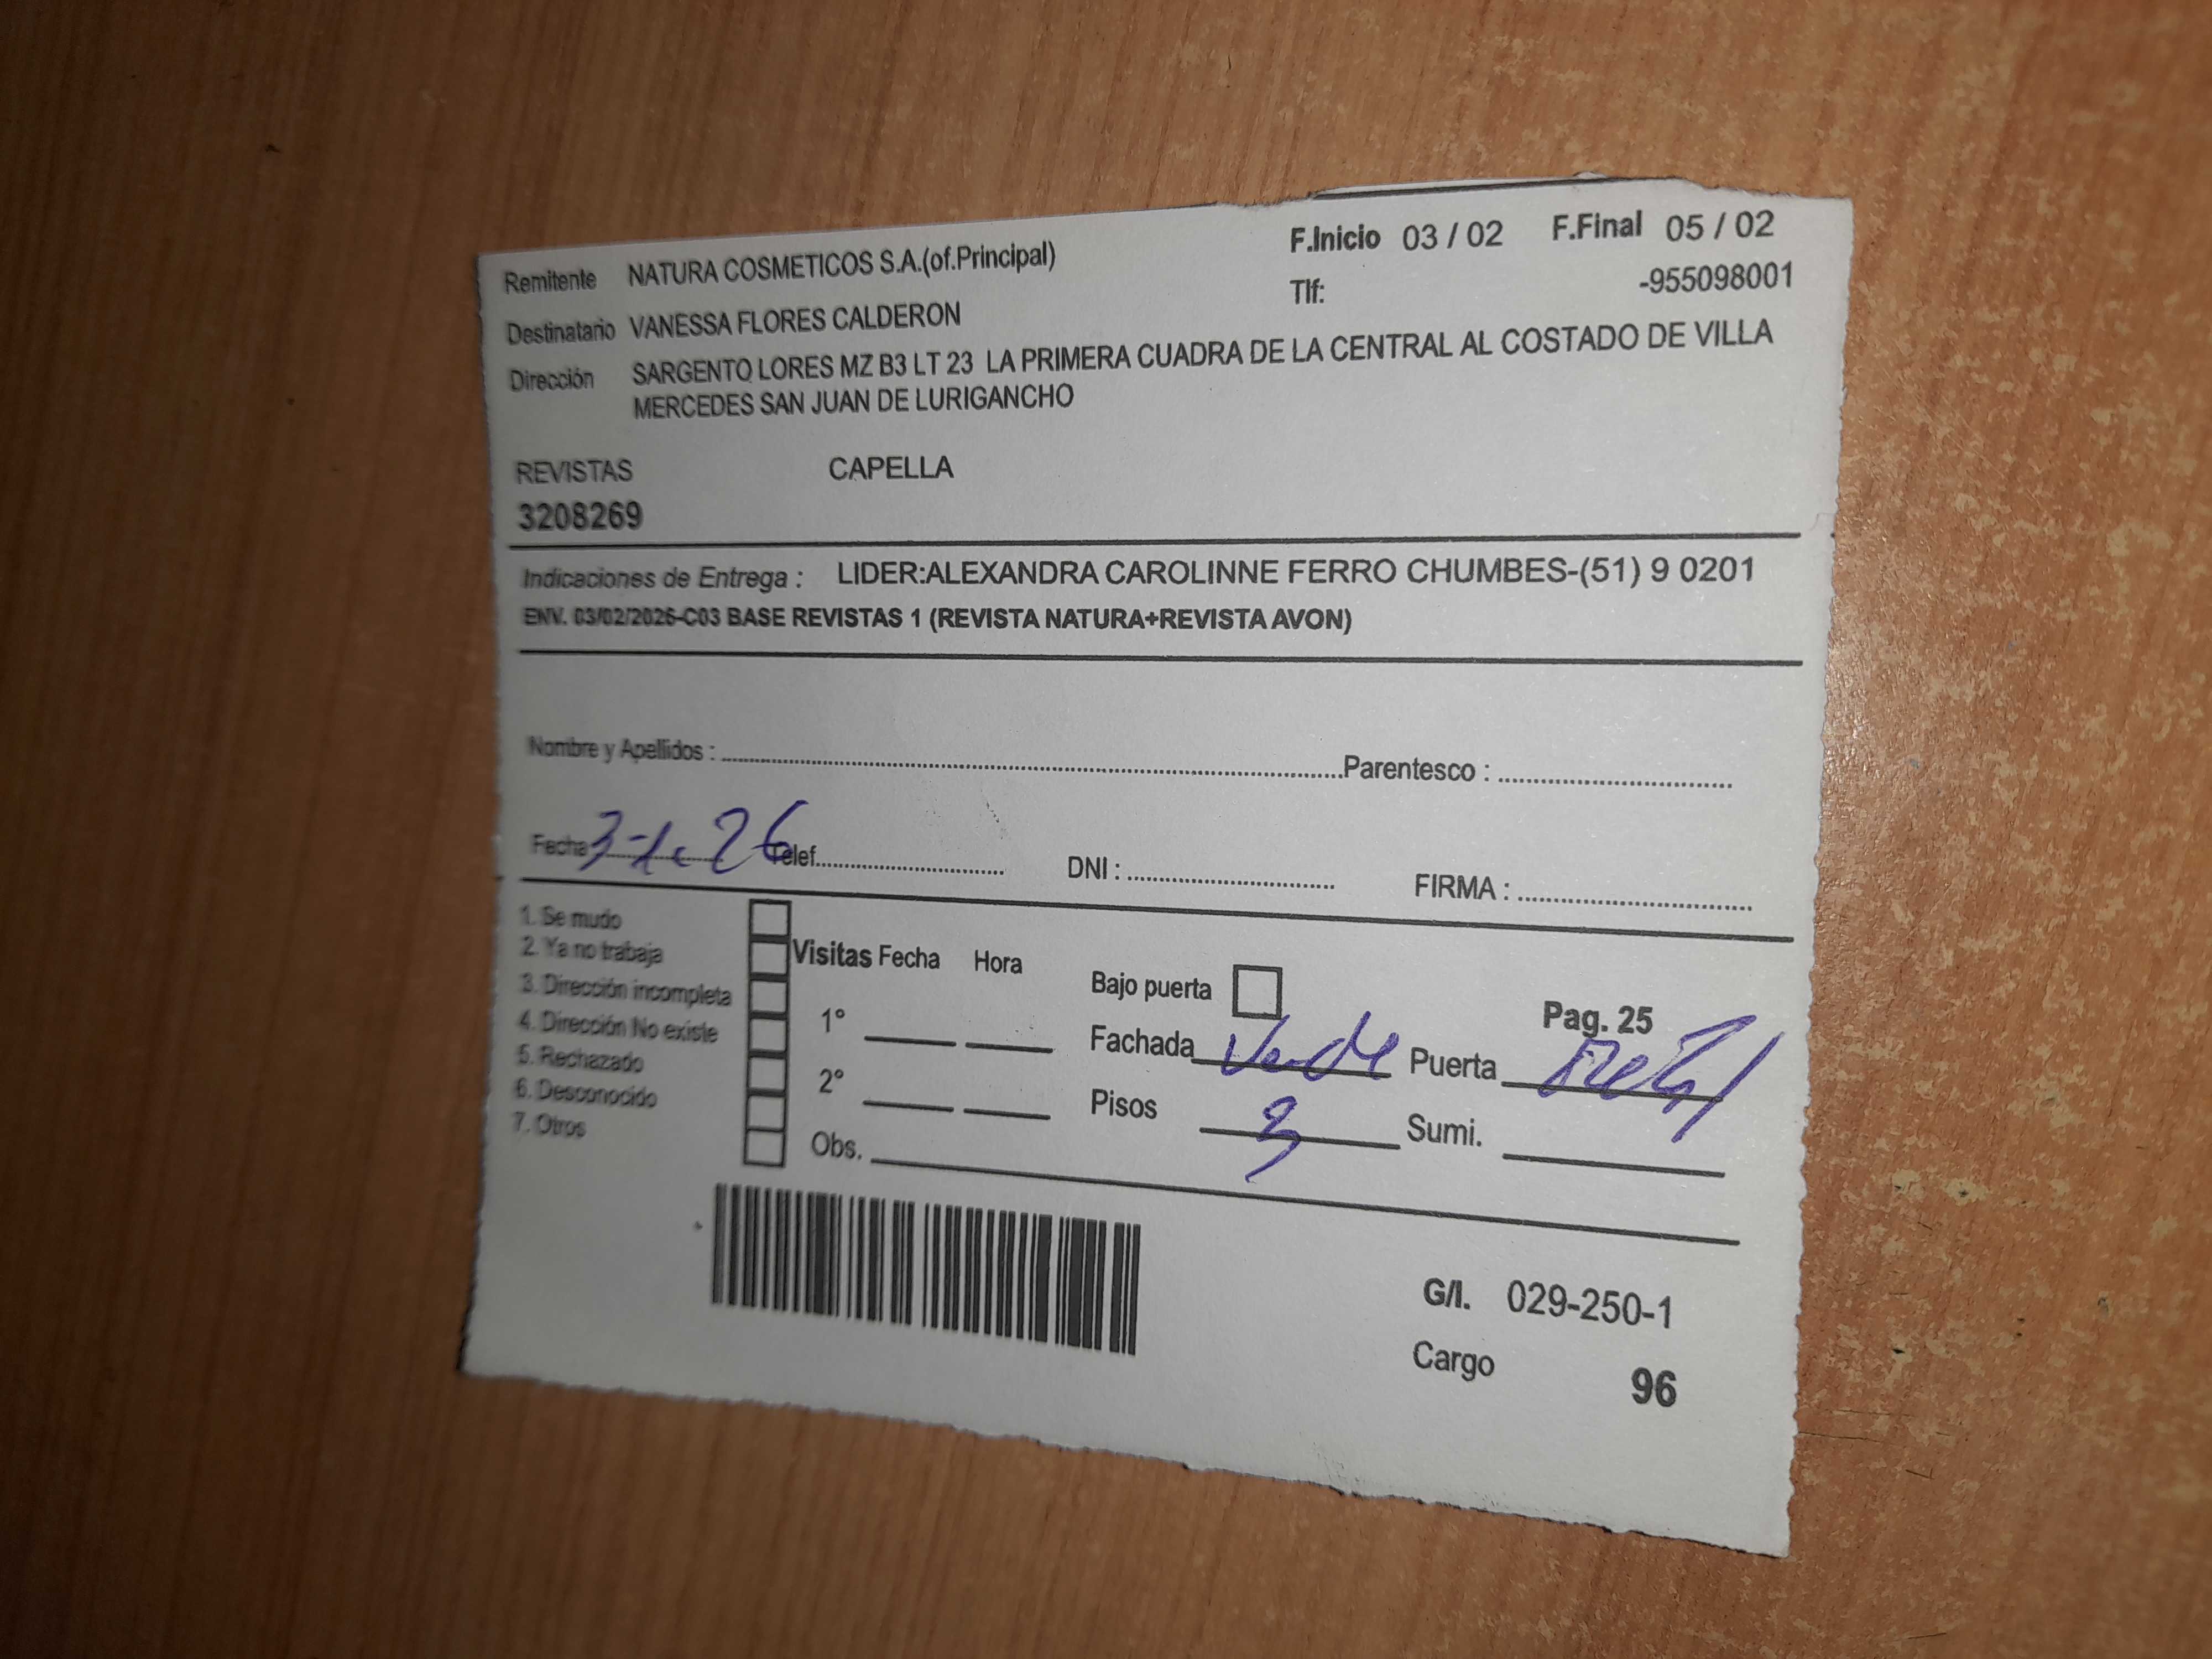 Remitente NATURA COSMETICOS S.A.(of.Principal) F.Inicio 03 / 02 F.Final 05 / 02
Tlf: -955098001
Destinatario VANESSA FLORES CALDERON
Dirección SARGENTO LORES MZ B3 LT 23 LA PRIMERA CUADRA DE LA CENTRAL AL COSTADO DE VILLA
MERCEDES SAN JUAN DE LURIGANCHO
REVISTAS CAPELLA
3208269
Indicaciones de Entrega : LIDER:ALEXANDRA CAROLINNE FERRO CHUMBES-(51) 9 0201
ENV. 03/02/2026-C03 BASE REVISTAS 1 (REVISTA NATURA+REVISTA AVON)
Nombre y Apellidos : Parentesco :
Fecha Telef. DNI : FIRMA :
1. Se mudo
2. Ya no trabaja
3. Dirección incompleta
4. Dirección No existe
5. Rechazado
6. Desconocido
7. Otros
Visitas Fecha Hora
1°
2°
Obs.
Bajo puerta
Pag. 25
Fachada Verde Puerta Metal
Pisos 3 Sumi.
G/I. 029-250-1
Cargo 96